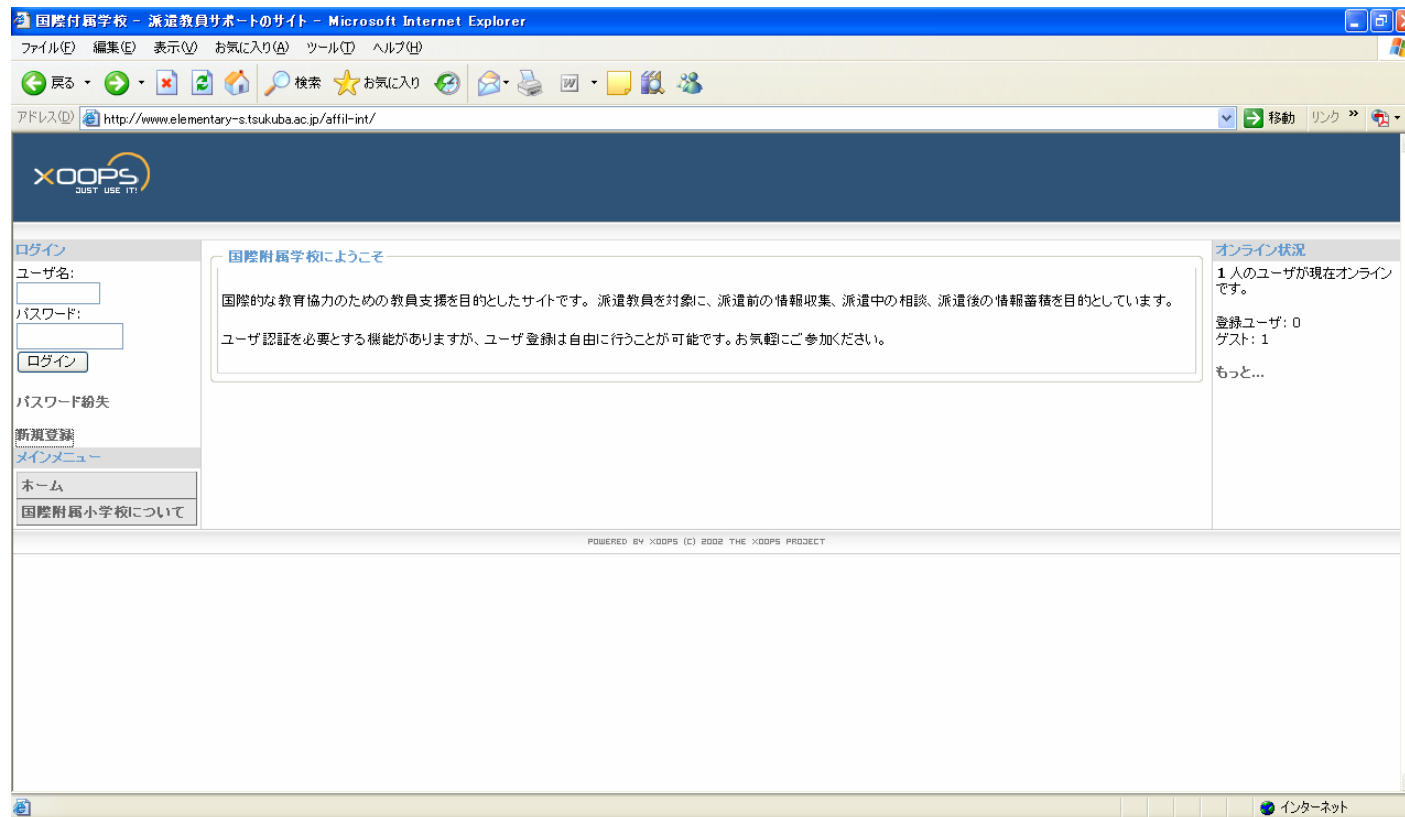 国際付属学校 - 派遣教員サポートのサイト - Microsoft Internet Explorer
ファイル(F) 編集(E) 表示(V) お気に入り(A) ツール(T) ヘルプ(H)
戻る 検索 お気に入り
アドレス(D) http://www.elementary-s.tsukuba.ac.jp/affil-int/ 移動 リンク »
XOOPS
JUST USE IT!
ログイン
ユーザ名:
パスワード:
ログイン
パスワード紛失
新規登録
メインメニュー
ホーム
国際附属小学校について
国際附属学校にようこそ
国際的な教育協力のための教員支援を目的としたサイトです。派遣教員を対象に、派遣前の情報収集、派遣中の相談、派遣後の情報蓄積を目的としています。
ユーザ認証を必要とする機能がありますが、ユーザ登録は自由に行うことが可能です。お気軽にご参加ください。
オンライン状況
1 人のユーザが現在オンライン
です。
登録ユーザ: 0
ゲスト: 1
もっと...
POWERED BY XOOPS (C) 2002 THE XOOPS PROJECT
インターネット